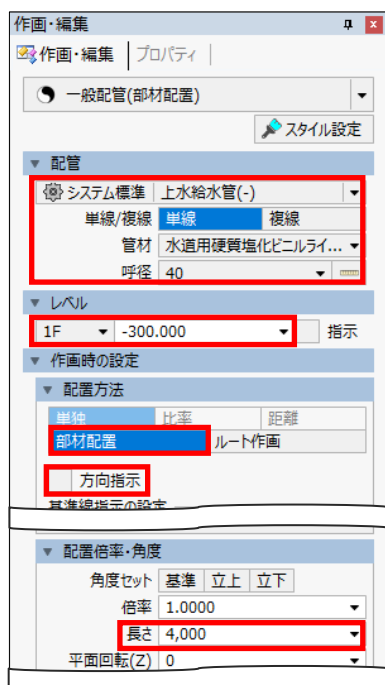 作画・編集
作画・編集 プロパティ
一般配管(部材配置)
スタイル設定
配管
システム標準 上水給水管(-)
単線/複線 単線 複線
管材 水道用硬質塩化ビニルライ...
呼径 40
レベル
1F -300.000 指示
作画時の設定
配置方法
単独 比率 距離
部材配置 ルート作画
方向指示
基準線指示の設定
配置倍率・角度
角度セット 基準 立上 立下
倍率 1.0000
長さ 4,000
平面回転(Z) 0